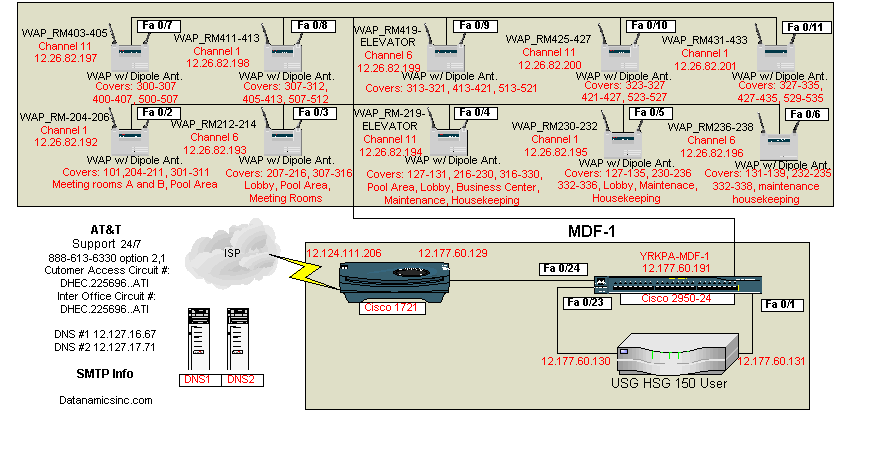 WAP_RM403-405
Channel 11
12.26.82.197
Fa 0/7
WAP w/ Dipole Ant.
Covers: 300-307
400-407, 500-507
WAP_RM411-413
Channel 1
12.26.82.198
Fa 0/8
WAP w/ Dipole Ant.
Covers: 307-312,
405-413, 507-512
WAP_RM419-
ELEVATOR
Channel 6
12.26.82.199
Fa 0/9
WAP w/ Dipole Ant.
Covers: 313-321, 413-421, 513-521
WAP_RM425-427
Channel 11
12.26.82.200
Fa 0/10
WAP w/ Dipole Ant.
Covers: 323-327
421-427, 523-527
WAP_RM431-433
Channel 1
12.26.82.201
Fa 0/11
WAP w/ Dipole Ant.
Covers: 327-335,
427-435, 529-535
WAP_RM-204-206
Channel 1
12.26.82.192
Fa 0/2
WAP w/ Dipole Ant.
Covers: 101,204-211, 301-311
Meeting rooms A and B, Pool Area
WAP_RM212-214
Channel 6
12.26.82.193
Fa 0/3
WAP w/ Dipole Ant.
Covers: 207-216, 307-316
Lobby, Pool Area,
Meeting Rooms
WAP_RM-219-
ELEVATOR
Channel 11
12.26.82.194
Fa 0/4
WAP w/ Dipole Ant.
Covers: 127-131, 216-230, 316-330,
Pool Area, Lobby, Business Center,
Maintenance, Housekeeping
WAP_RM230-232
Channel 1
12.26.82.195
Fa 0/5
WAP w/ Dipole Ant.
Covers: 127-135, 230-236
332-336, Lobby, Maintenace,
Housekeeping
WAP_RM236-238
Channel 6
12.26.82.196
Fa 0/6
WAP w/ Dipole Ant.
Covers: 131-139, 232-235
332-338, maintenance
housekeeping
AT&T
Support 24/7
888-613-6330 option 2,1
Cutomer Access Circuit #:
DHEC.225696..ATI
Inter Office Circuit #:
DHEC.225696..ATI
DNS #1 12.127.16.67
DNS #2 12.127.17.71
SMTP Info
Datanamicsinc.com
ISP
DNS1
DNS2
MDF-1
12.124.111.206
12.177.60.129
Cisco 1721
Fa 0/24
YRKPA-MDF-1
12.177.60.191
Cisco 2950-24
Fa 0/23
Fa 0/1
12.177.60.130
12.177.60.131
USG HSG 150 User